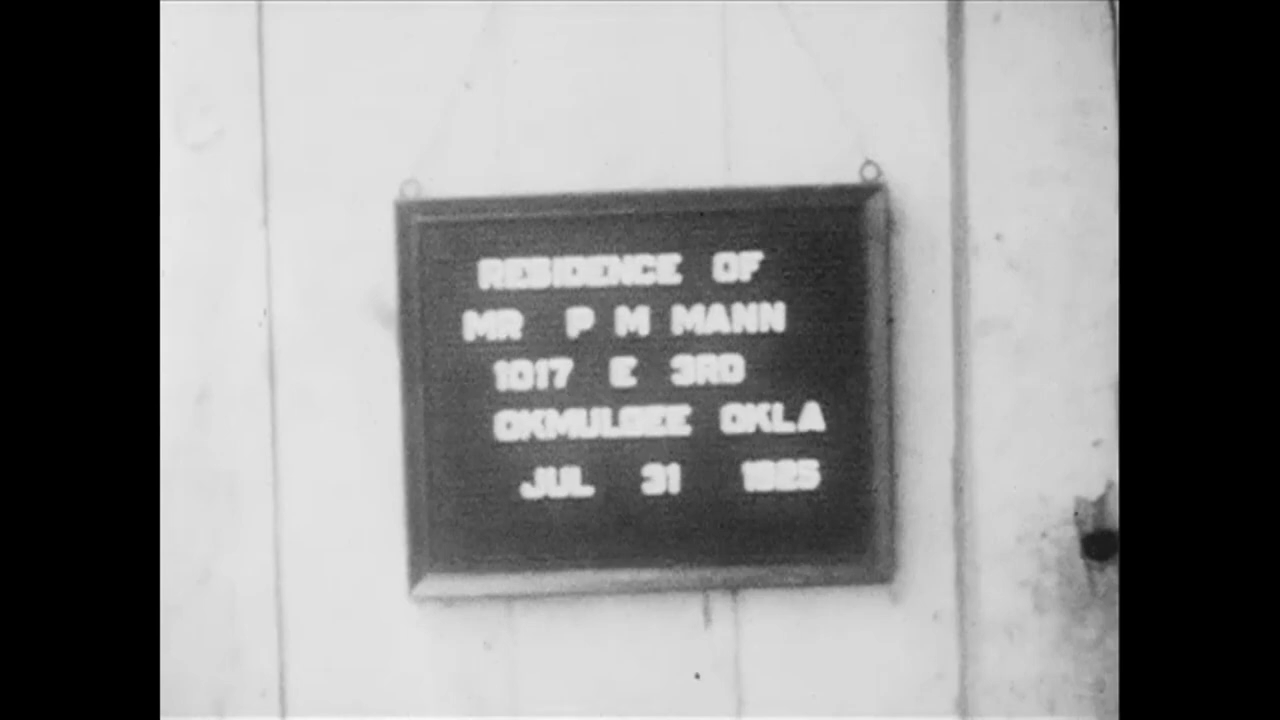 RESIDENCE OF
MR P M MANN
1017 E 3RD
OKMULGEE OKLA
JUL 31 1925